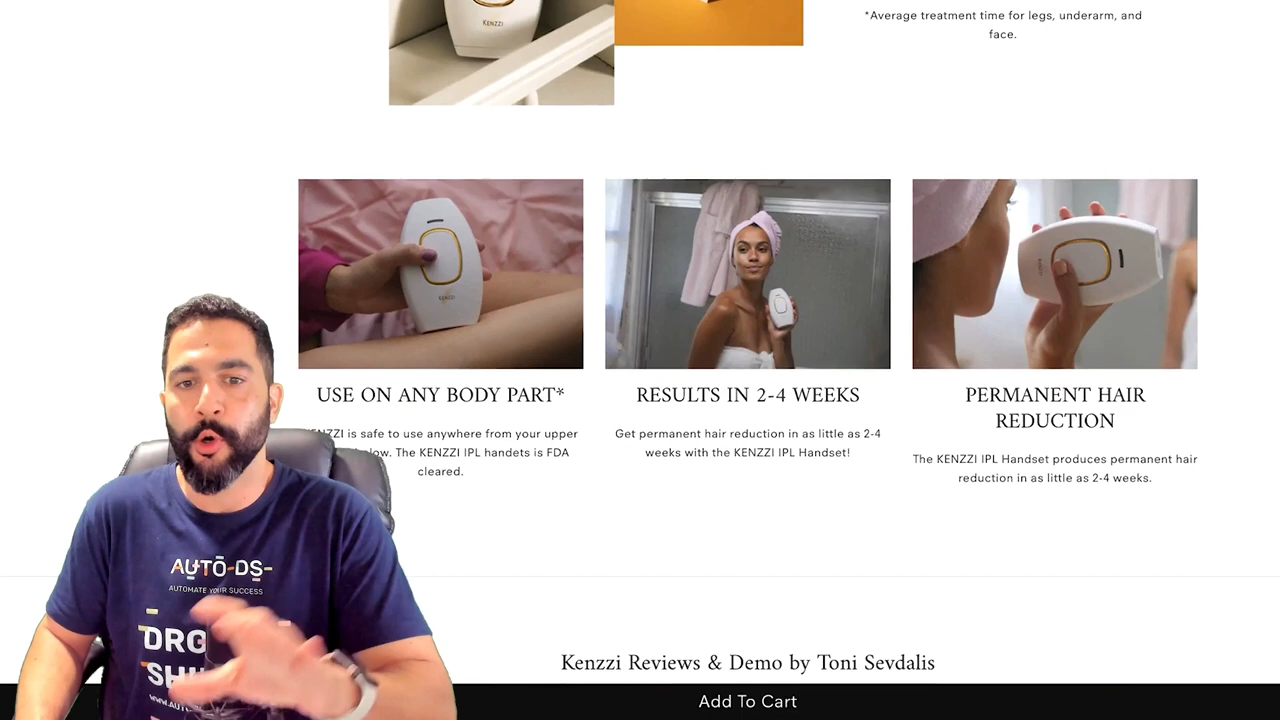 KENZZI
*Average treatment time for legs, underarm, and
face.
KENZZI
USE ON ANY BODY PART*
RESULTS IN 2-4 WEEKS
PERMANENT HAIR
REDUCTION
is safe to use anywhere from your upper
The KENZZI IPL handets is FDA
cleared.
Get permanent hair reduction in as little as 2-4
weeks with the KENZZI IPL Handset!
The KENZZI IPL Handset produces permanent hair
reduction in as little as 2-4 weeks.
AUTO-DS-
AUTOMATE YOUR SUCCESS
Kenzzi Reviews & Demo by Toni Sevdalis
Add To Cart